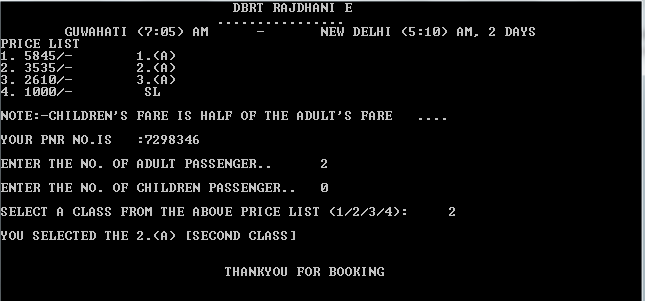 DBRT RAJDHANI E
----------------
GUWAHATI (7:05) AM - NEW DELHI (5:10) AM, 2 DAYS
PRICE LIST
1. 5845/- 1.(A)
2. 3535/- 2.(A)
3. 2610/- 3.(A)
4. 1000/- SL
NOTE:-CHILDREN'S FARE IS HALF OF THE ADULT'S FARE ....
YOUR PNR NO.IS :7298346
ENTER THE NO. OF ADULT PASSENGER.. 2
ENTER THE NO. OF CHILDREN PASSENGER.. 0
SELECT A CLASS FROM THE ABOVE PRICE LIST (1/2/3/4): 2
YOU SELECTED THE 2.(A) [SECOND CLASS]
THANKYOU FOR BOOKING